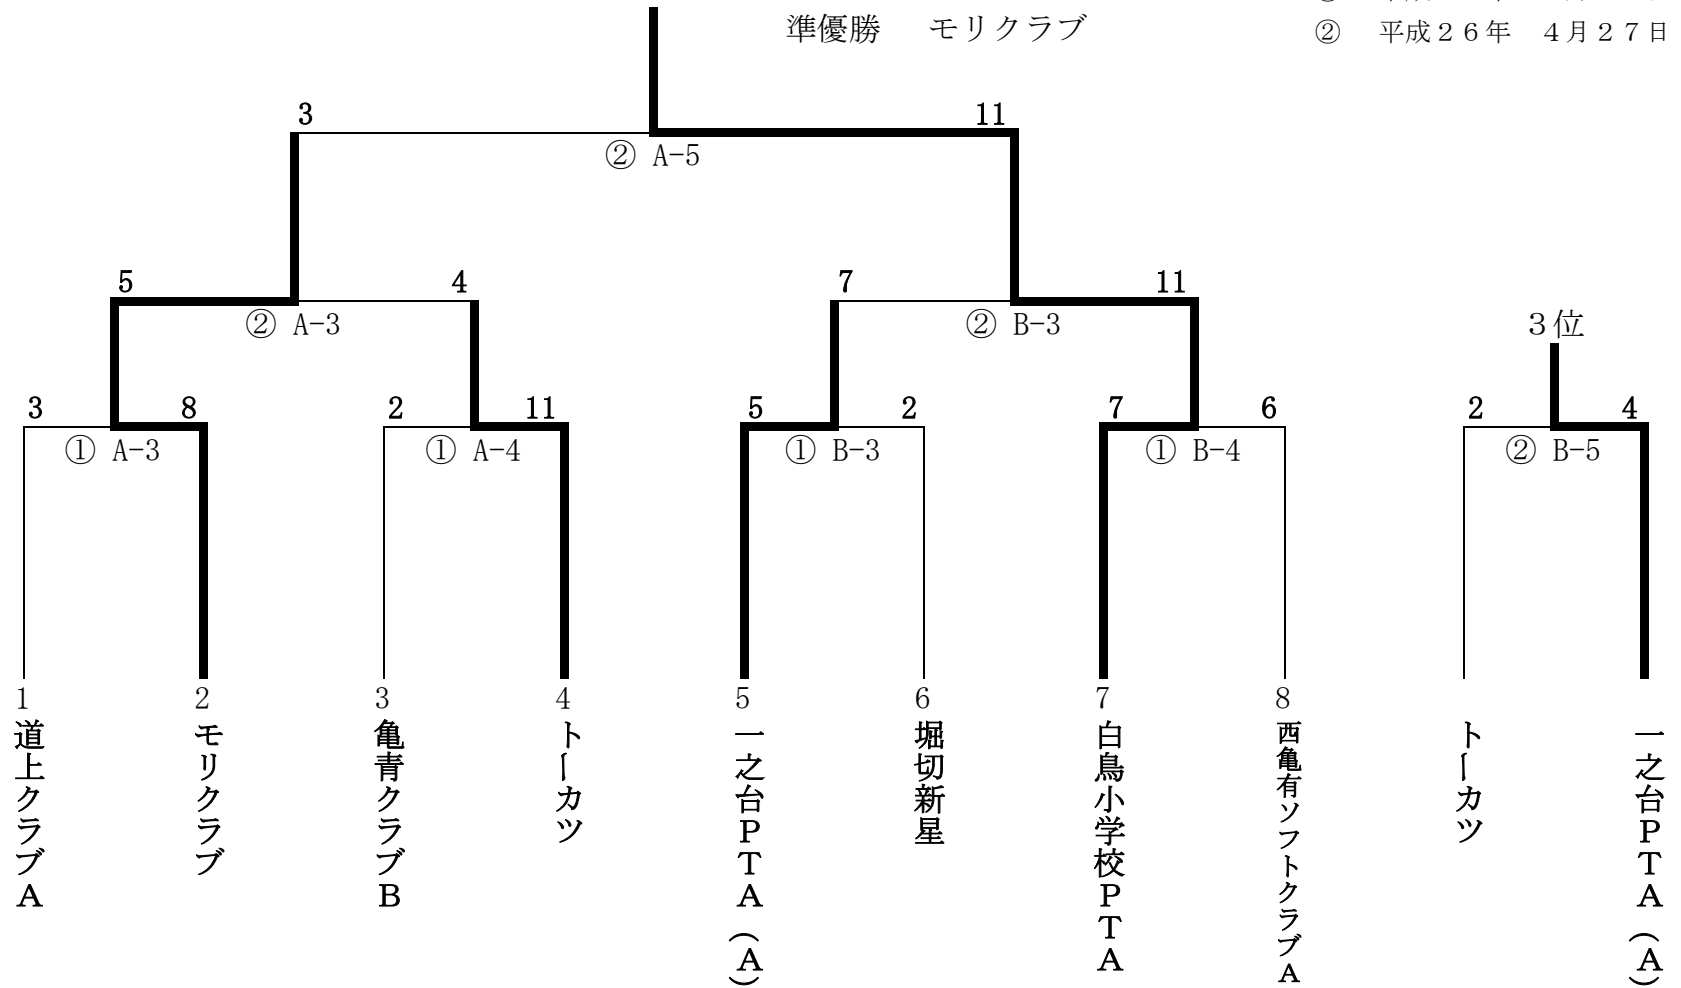 準優勝　モリクラブ
②　平成２６年　４月２７日
3
11
② A-5
5
4
7
11
② A-3
② B-3
３位
3
8
2
11
5
2
7
6
2
4
① A-3
① A-4
① B-3
① B-4
② B-5
1
2
3
4
5
6
7
8
道上クラブＡ
モリクラブ
亀青クラブＢ
トーカツ
一之台ＰＴＡ（Ａ）
堀切新星
白鳥小学校ＰＴＡ
西亀有ソフトクラブＡ
トーカツ
一之台ＰＴＡ（Ａ）